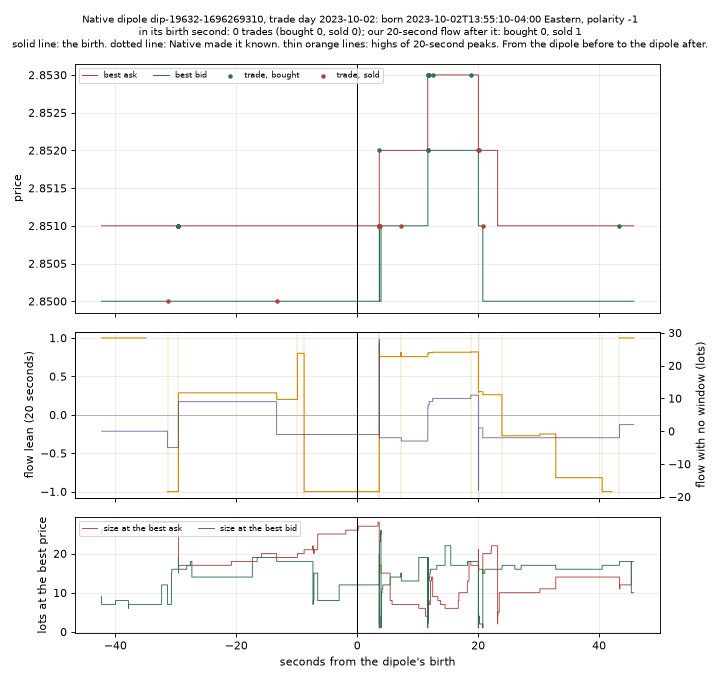 Native dipole dip-19632-1696269310, trade day 2023-10-02: born 2023-10-02T13:55:10-04:00 Eastern, polarity -1
in its birth second: 0 trades (bought 0, sold 0); our 20-second flow after it: bought 0, sold 1
solid line: the birth. dotted line: Native made it known. thin orange lines: highs of 20-second peaks. From the dipole before to the dipole after.
best ask best bid trade, bought trade, sold
2.8530
2.8525
2.8520
2.8515
2.8510
2.8505
2.8500
price
1.0
0.5
0.0
−0.5
−1.0
flow lean (20 seconds)
30
20
10
0
−10
−20
flow with no window (lots)
size at the best ask size at the best bid
20
10
0
lots at the best price
−40 −20 0 20 40
seconds from the dipole's birth